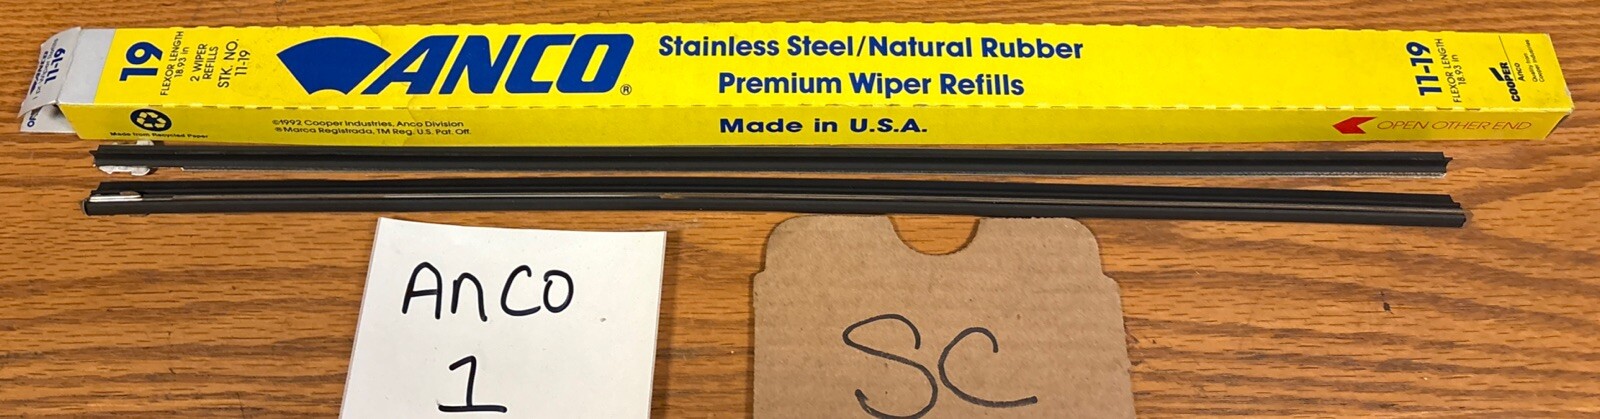 11-19
19
FLEXOR LENGTH
18.93 in
2 WIPER
REFILLS
STK. NO.
11-19
Made from Recycled Paper
ANCO®
Stainless Steel/Natural Rubber
Premium Wiper Refills
©1992 Cooper Industries, Anco Division
® Marca Registrada, TM Reg. U.S. Pat. Off.
Made in U.S.A.
11-19
FLEXOR LENGTH
18.93 in
COOPER
Anco
OPEN OTHER END
ANCO
1
SC